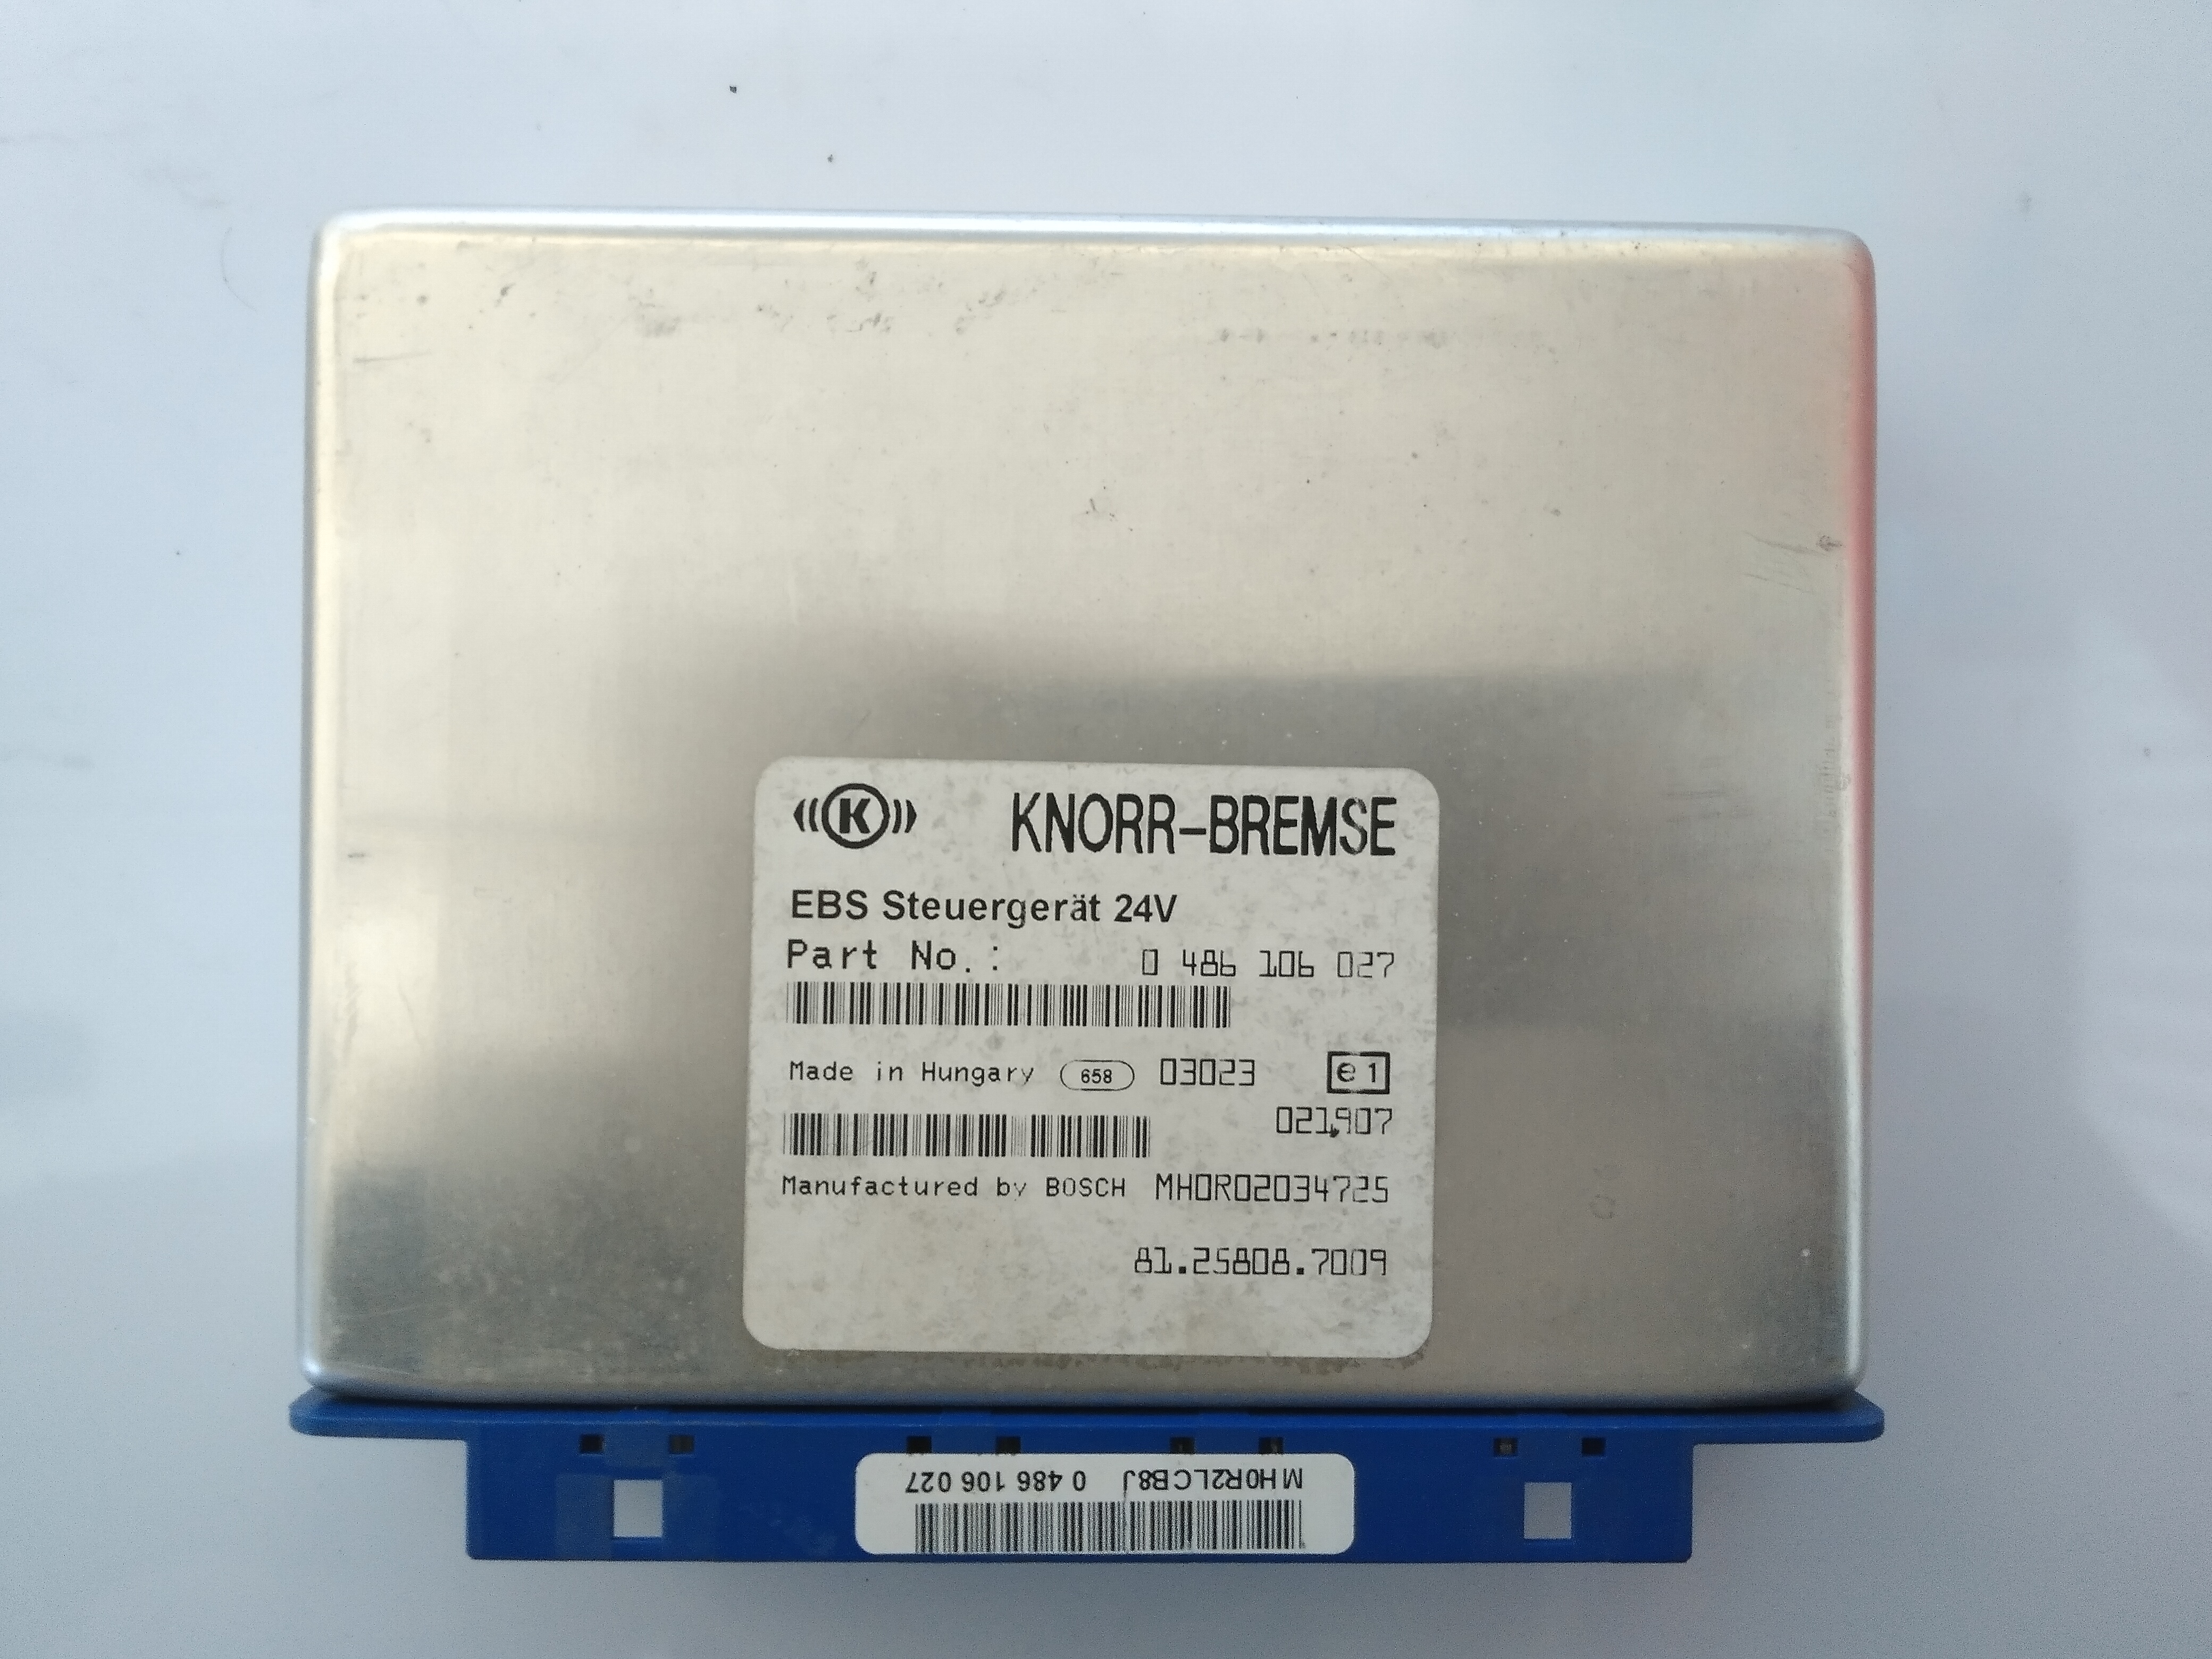 K KNORR-BREMSE
EBS Steuergerät 24V
Part No.: 0 486 106 027
Made in Hungary 658 03023 e1
021907
Manufactured by BOSCH MH0R02034725
81.25808.7009
MH0R2LCB8J 0 486 106 027